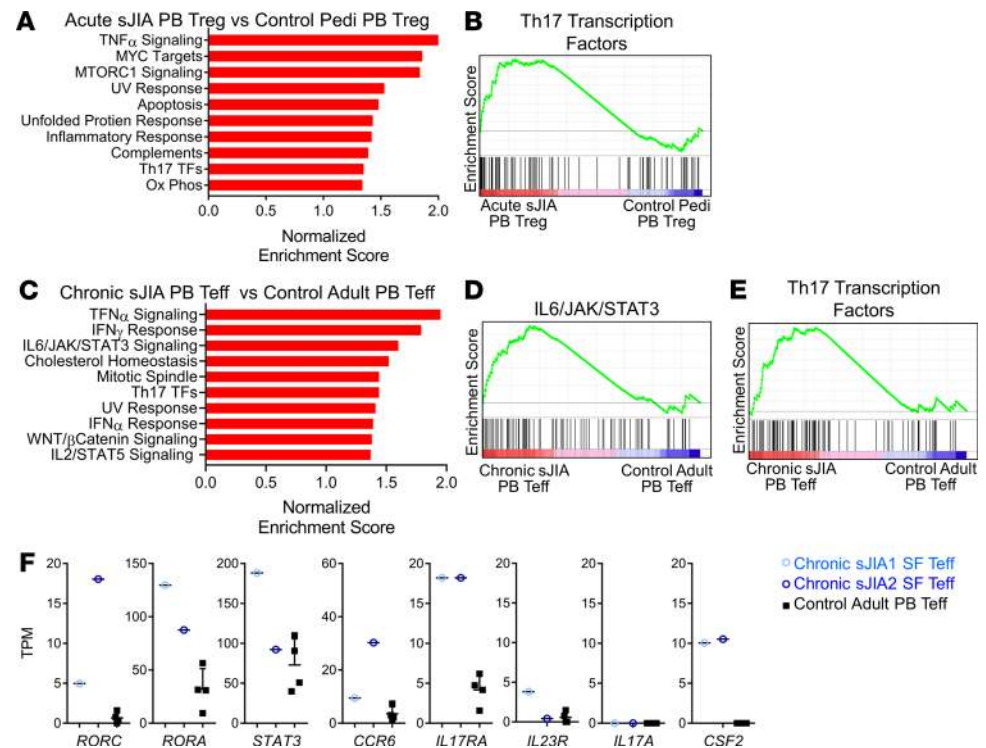 A
Acute sJIA PB Treg vs Control Pedi PB Treg
TNFα Signaling
MYC Targets
MTORC1 Signaling
UV Response
Apoptosis
Unfolded Protien Response
Inflammatory Response
Complements
Th17 TFs
Ox Phos
0.0 0.5 1.0 1.5 2.0
Normalized
Enrichment Score
B
Th17 Transcription
Factors
Enrichment Score
Acute sJIA Control Pedi
PB Treg PB Treg
C
Chronic sJIA PB Teff vs Control Adult PB Teff
TFNα Signaling
IFNγ Response
IL6/JAK/STAT3 Signaling
Cholesterol Homeostasis
Mitotic Spindle
Th17 TFs
UV Response
IFNα Response
WNT/βCatenin Signaling
IL2/STAT5 Signaling
0.0 0.5 1.0 1.5 2.0
Normalized
Enrichment Score
D
IL6/JAK/STAT3
Enrichment Score
Chronic sJIA Control Adult
PB Teff PB Teff
E
Th17 Transcription
Factors
Enrichment Score
Chronic sJIA Control Adult
PB Teff PB Teff
F
TPM
20 15 10 5 0
RORC
150 100 50 0
RORA
200 150 100 50 0
STAT3
60 40 20 0
CCR6
20 15 10 5 0
IL17RA
20 15 10 5 0
IL23R
20 15 10 5 0
IL17A
20 15 10 5 0
CSF2
Chronic sJIA1 SF Teff
Chronic sJIA2 SF Teff
Control Adult PB Teff